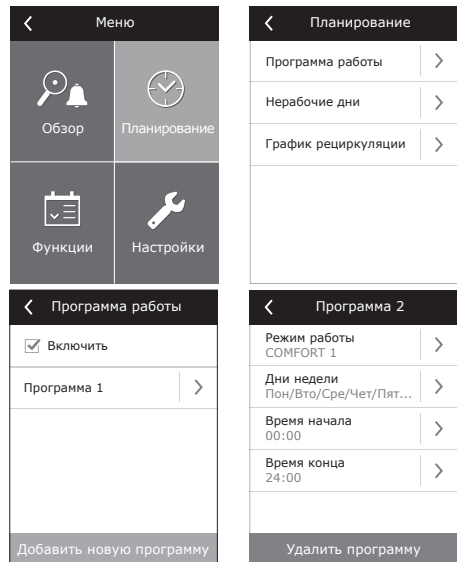 Меню
Обзор
Планирование
Функции
Настройки
Планирование
Программа работы
Нерабочие дни
График рециркуляции
Программа работы
Включить
Программа 1
Добавить новую программу
Программа 2
Режим работы
COMFORT 1
Дни недели
Пон/Вто/Сре/Чет/Пят...
Время начала
00:00
Время конца
24:00
Удалить программу